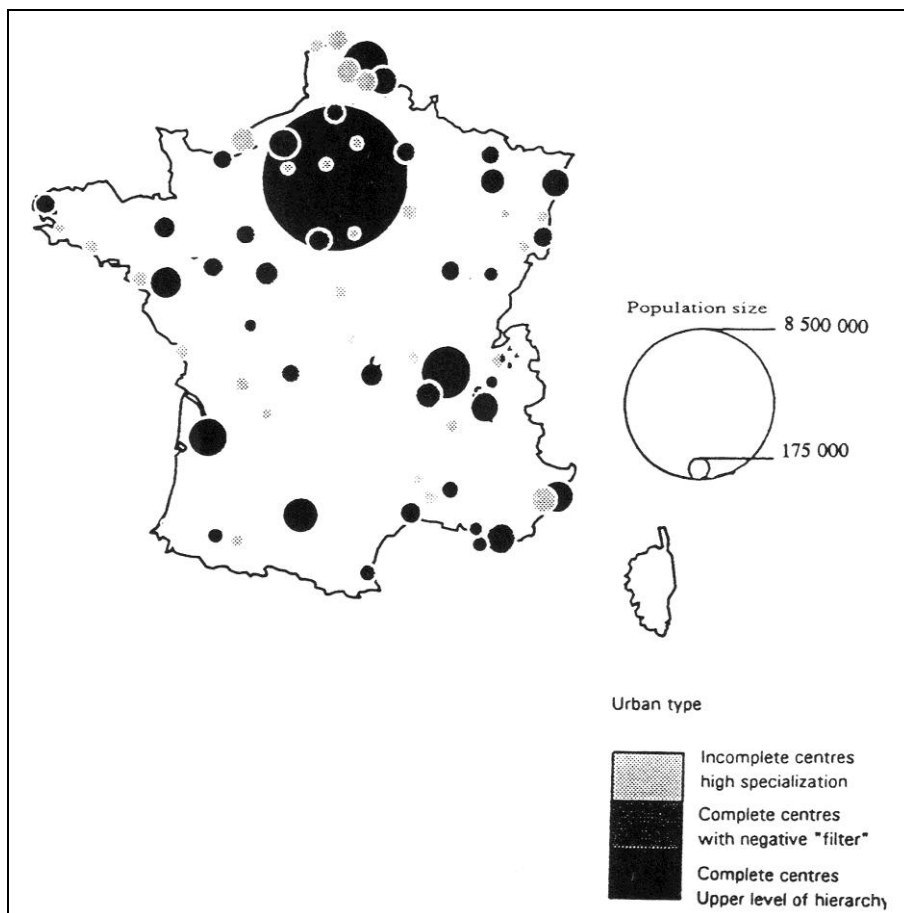 Population size
8 500 000
175 000
Urban type
Incomplete centres
high specialization
Complete centres
with negative "filter"
Complete centres
Upper level of hierarchy